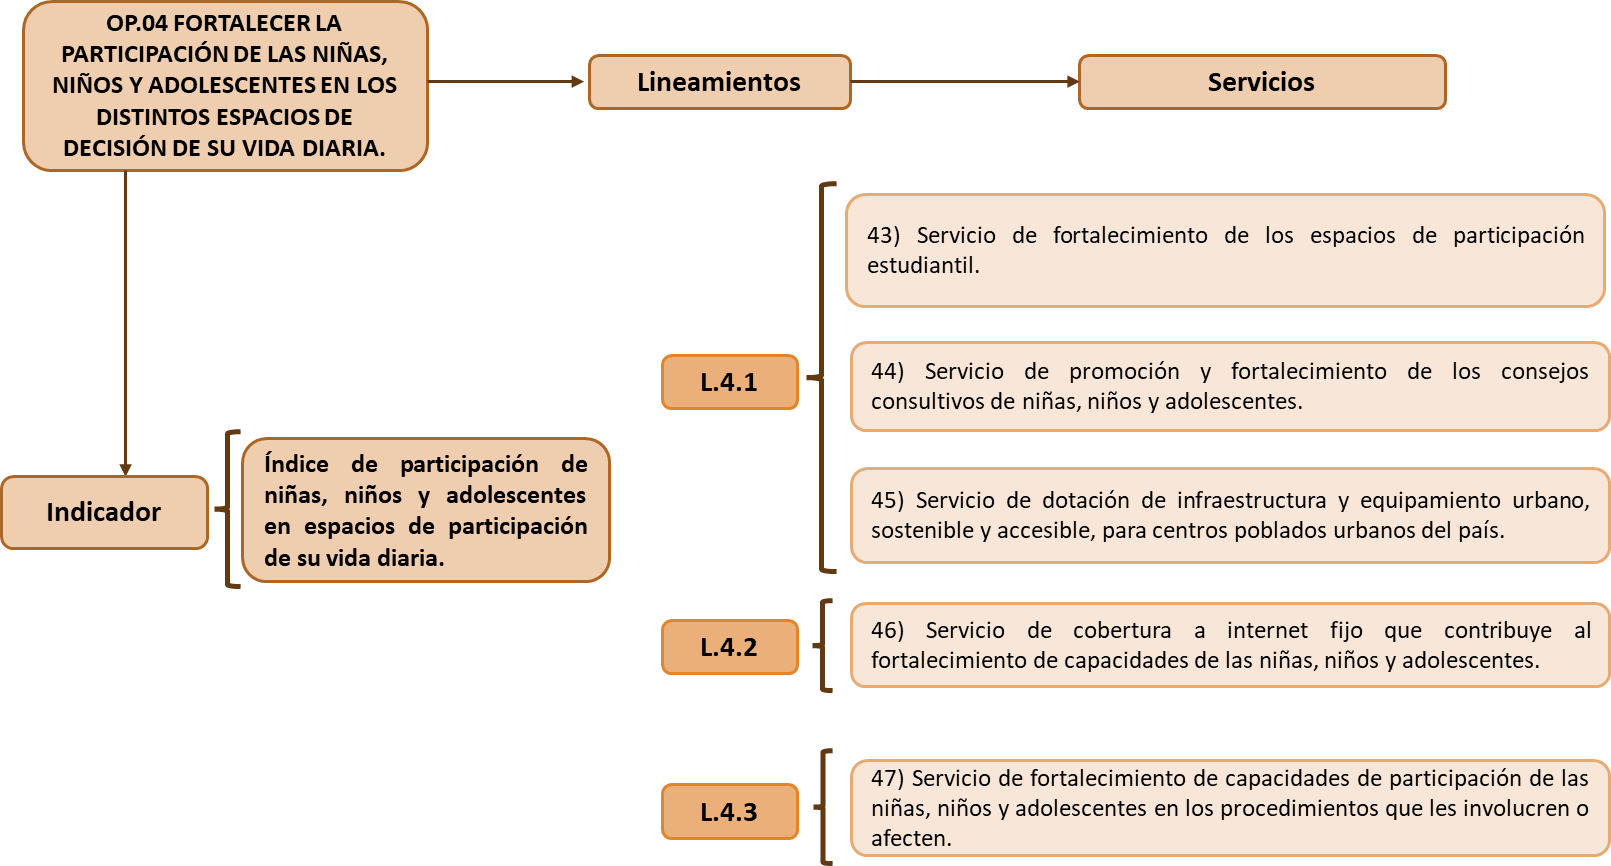 OP.04 FORTALECER LA
PARTICIPACIÓN DE LAS NIÑAS,
NIÑOS Y ADOLESCENTES EN LOS
DISTINTOS ESPACIOS DE
DECISIÓN DE SU VIDA DIARIA.
Lineamientos
Servicios
Indicador
Índice de participación de
niñas, niños y adolescentes
en espacios de participación
de su vida diaria.
L.4.1
43) Servicio de fortalecimiento de los espacios de participación
estudiantil.
44) Servicio de promoción y fortalecimiento de los consejos
consultivos de niñas, niños y adolescentes.
45) Servicio de dotación de infraestructura y equipamiento urbano,
sostenible y accesible, para centros poblados urbanos del país.
L.4.2
46) Servicio de cobertura a internet fijo que contribuye al
fortalecimiento de capacidades de las niñas, niños y adolescentes.
L.4.3
47) Servicio de fortalecimiento de capacidades de participación de las
niñas, niños y adolescentes en los procedimientos que les involucren o
afecten.